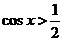 cos x > 1/2